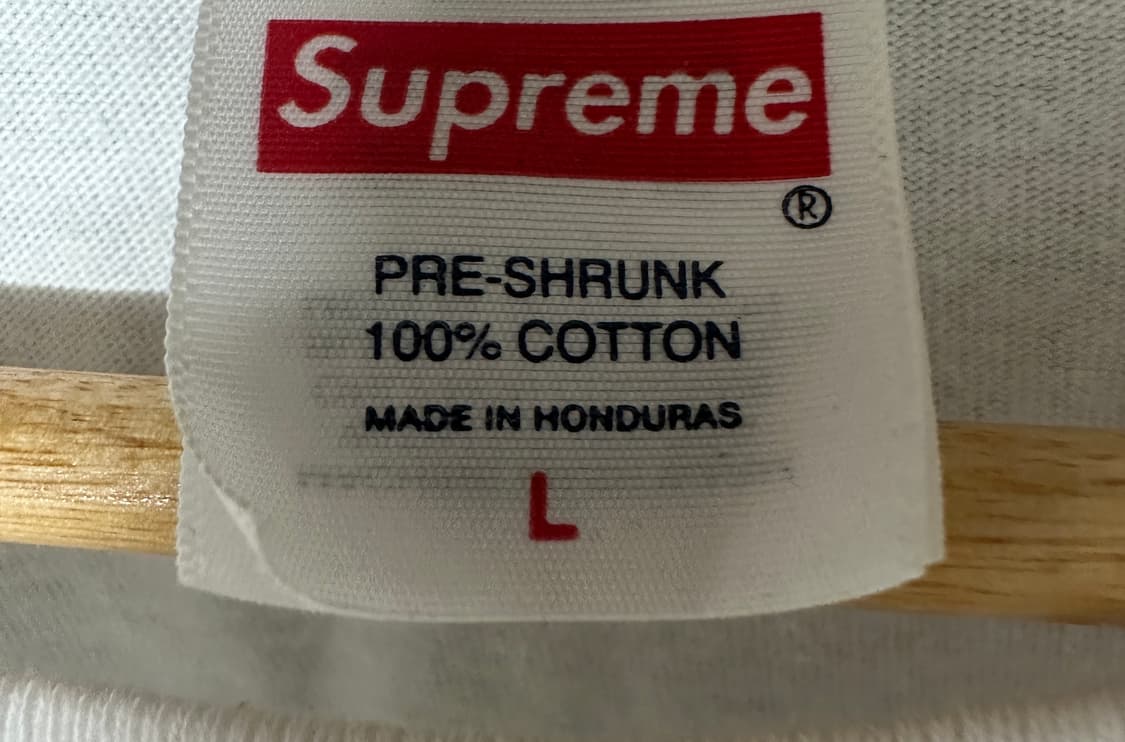 Supreme
®
PRE-SHRUNK
100% COTTON
MADE IN HONDURAS
L